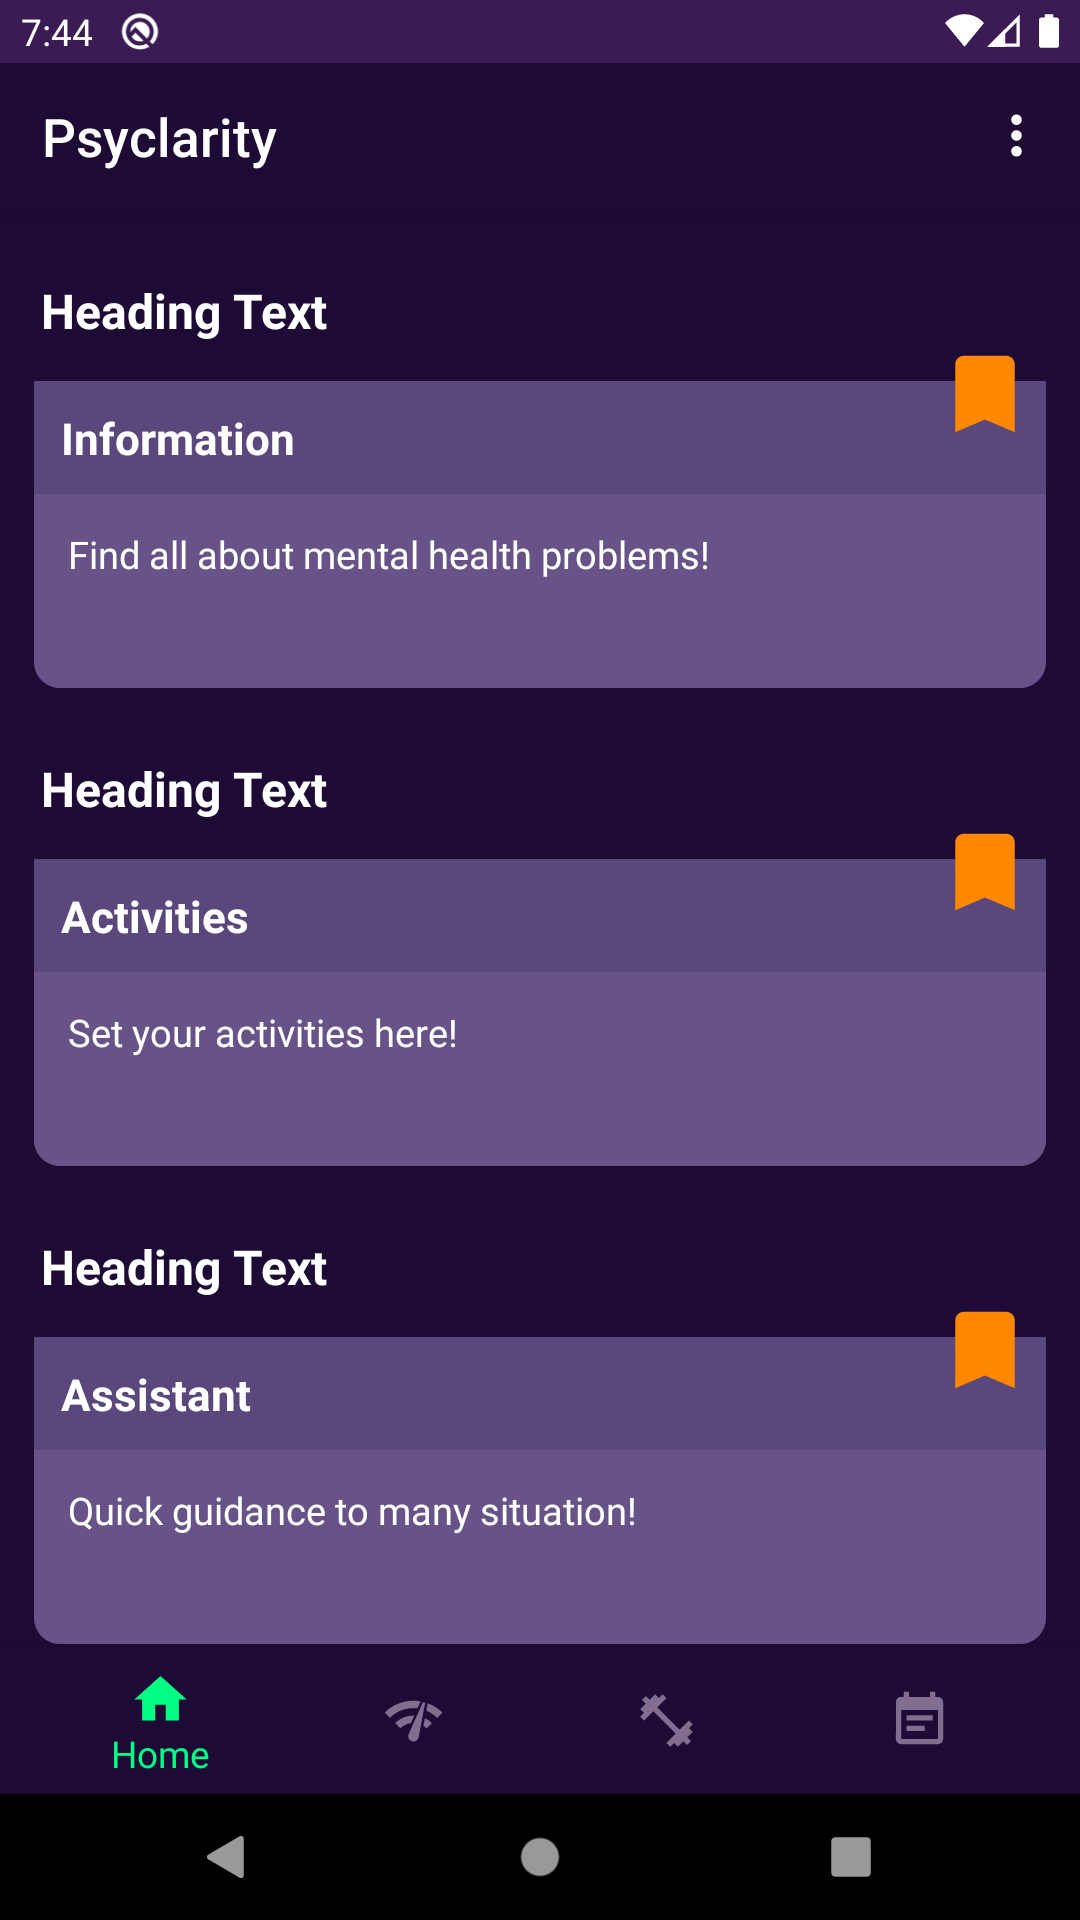 7:44
Psyclarity
Heading Text
Information
Find all about mental health problems!
Heading Text
Activities
Set your activities here!
Heading Text
Assistant
Quick guidance to many situation!
Home